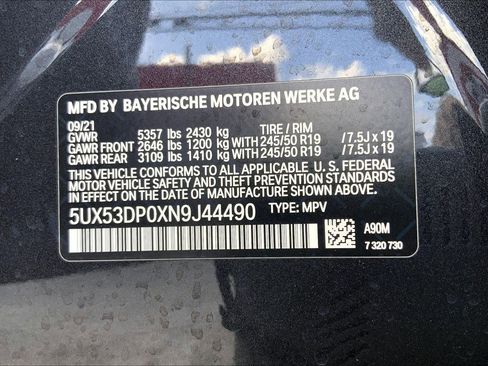 MFD BY BAYERISCHE MOTOREN WERKE AG
09/21
GVWR 5357 lbs 2430 kg TIRE / RIM
GAWR FRONT 2646 lbs 1200 kg WITH 245/50 R19 /7.5J x 19
GAWR REAR 3109 lbs 1410 kg WITH 245/50 R19 /7.5J x 19
THIS VEHICLE CONFORMS TO ALL APPLICABLE U. S. FEDERAL
MOTOR VEHICLE SAFETY, BUMPER, AND THEFT PREVENTION
STANDARDS IN EFFECT ON THE DATE OF MANUFACTURE SHOWN
ABOVE.
5UX53DP0XN9J44490 TYPE: MPV
A90M
7 320 730